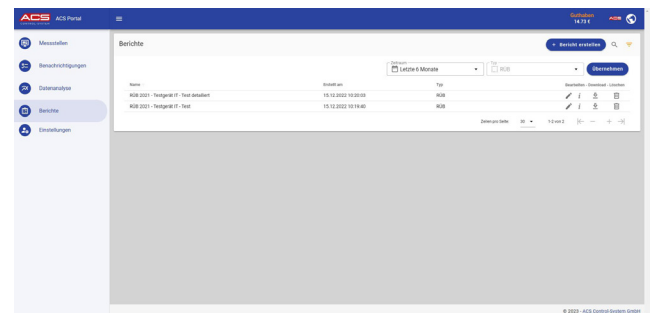 ACS ACS Portal
Guthaben
14.73 €
ACS
Messstellen
Benachrichtigungen
Datenanalyse
Berichte
Einstellungen
Berichte
+ Bericht erstellen
Zeitraum
Letzte 6 Monate
Typ
RÜB
Übernehmen
Name Erstellt am Typ Bearbeiten - Download - Löschen
RÜB 2021 - Testgerät IT - Test detailiert 15.12.2022 10:20:03 RÜB
RÜB 2021 - Testgerät IT - Test 15.12.2022 10:19:40 RÜB
Zeilen pro Seite: 20 1-2 von 2
© 2023 - ACS Control-System GmbH